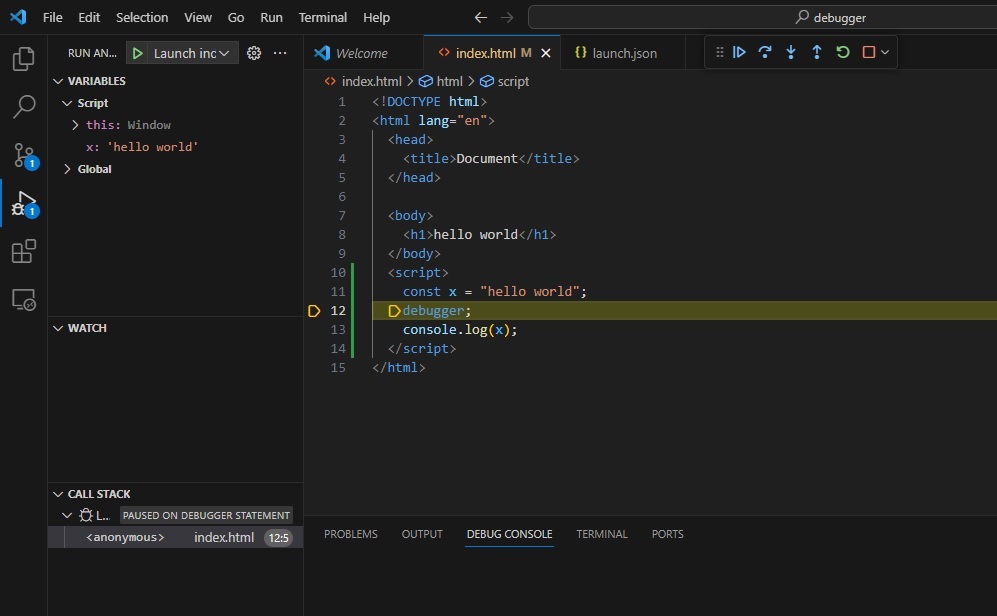 File Edit Selection View Go Run Terminal Help debugger
RUN AN... Launch inc
Welcome index.html M launch.json
index.html > html > script
VARIABLES
Script
this: Window
x: 'hello world'
Global
WATCH
CALL STACK
L... PAUSED ON DEBUGGER STATEMENT
<anonymous> index.html 12:5
1
1
1 <!DOCTYPE html>
2 <html lang="en">
3 <head>
4 <title>Document</title>
5 </head>
6
7 <body>
8 <h1>hello world</h1>
9 </body>
10 <script>
11 const x = "hello world";
12 debugger;
13 console.log(x);
14 </script>
15 </html>
PROBLEMS OUTPUT DEBUG CONSOLE TERMINAL PORTS